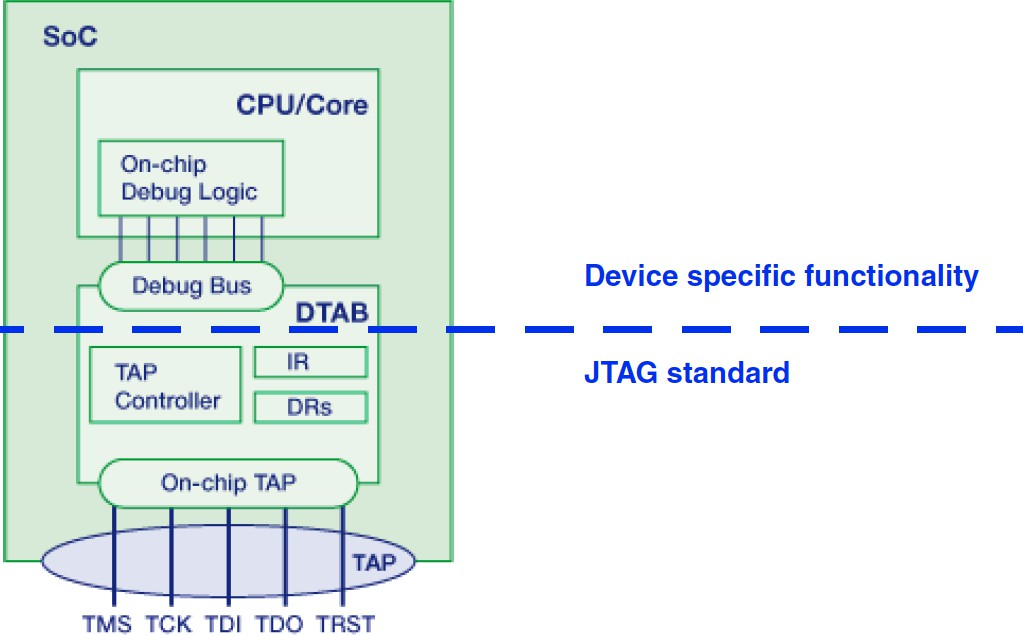 SoC
CPU/Core
On-chip
Debug Logic
Debug Bus
Device specific functionality
DTAB
JTAG standard
TAP
Controller
IR
DRs
On-chip TAP
TAP
TMS TCK TDI TDO TRST